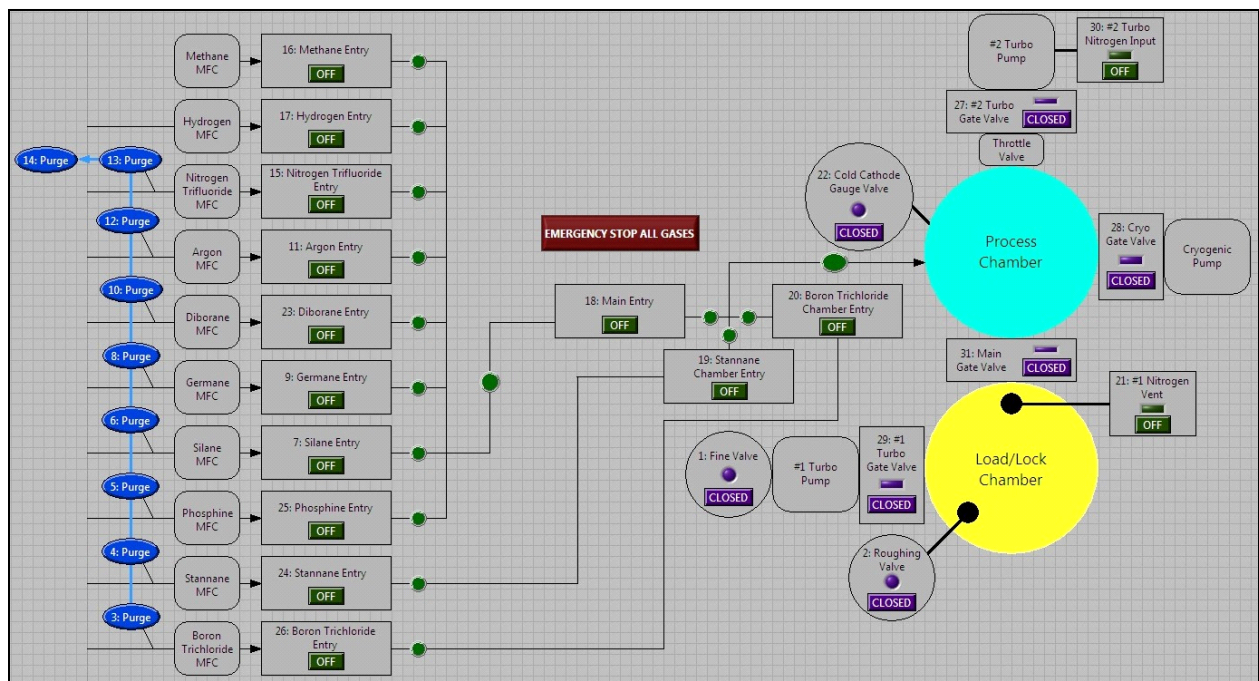 Methane
MFC
16: Methane Entry
OFF
Hydrogen
MFC
17: Hydrogen Entry
OFF
14: Purge
13: Purge
Nitrogen
Trifluoride
MFC
15: Nitrogen Trifluoride
Entry
OFF
12: Purge
Argon
MFC
11: Argon Entry
OFF
10: Purge
Diborane
MFC
23: Diborane Entry
OFF
8: Purge
Germane
MFC
9: Germane Entry
OFF
6: Purge
Silane
MFC
7: Silane Entry
OFF
5: Purge
Phosphine
MFC
25: Phosphine Entry
OFF
4: Purge
Stannane
MFC
24: Stannane Entry
OFF
3: Purge
Boron
Trichloride
MFC
26: Boron Trichloride
Entry
OFF
EMERGENCY STOP ALL GASES
18: Main Entry
OFF
19: Stannane
Chamber Entry
OFF
20: Boron Trichloride
Chamber Entry
OFF
#2 Turbo
Pump
30: #2 Turbo
Nitrogen Input
OFF
27: #2 Turbo
Gate Valve
CLOSED
Throttle
Valve
22: Cold Cathode
Gauge Valve
CLOSED
Process
Chamber
28: Cryo
Gate Valve
CLOSED
Cryogenic
Pump
31: Main
Gate Valve
CLOSED
21: #1 Nitrogen
Vent
OFF
1: Fine Valve
CLOSED
#1 Turbo
Pump
29: #1
Turbo
Gate Valve
CLOSED
Load/Lock
Chamber
2: Roughing
Valve
CLOSED